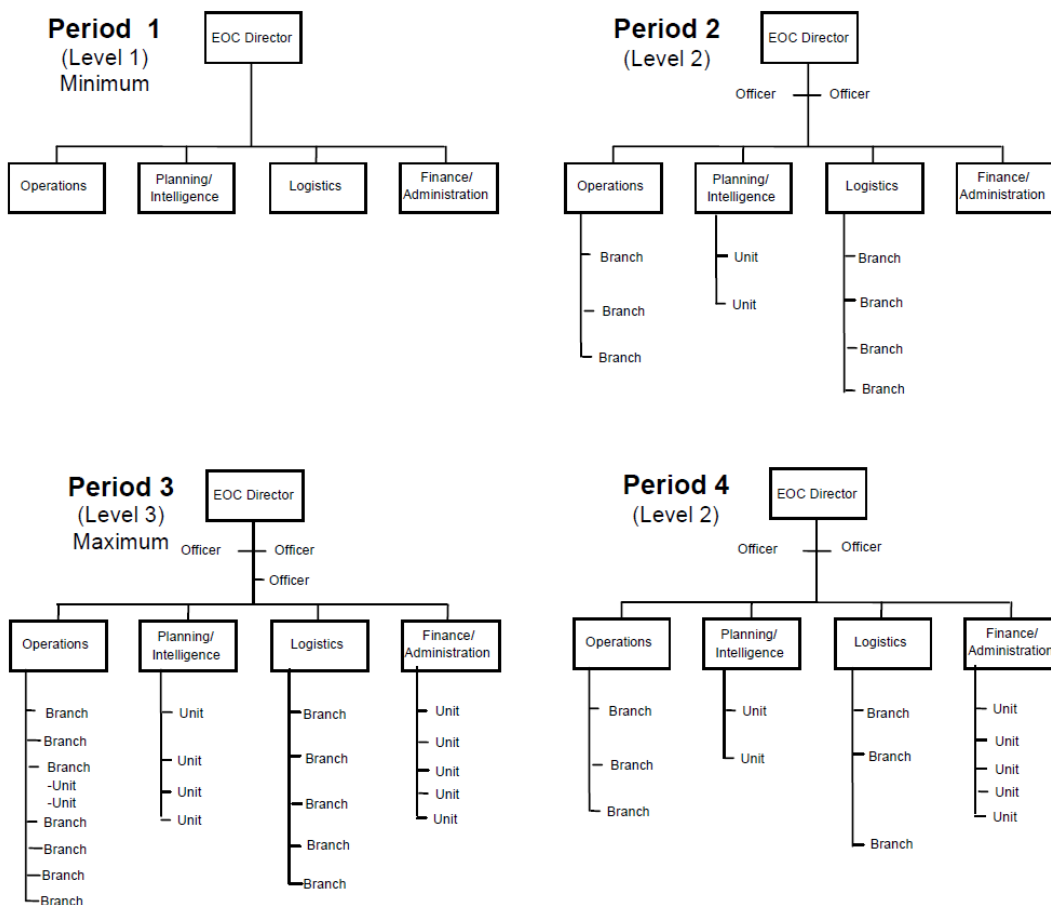 Period 1
(Level 1)
Minimum
EOC Director
Operations
Planning/
Intelligence
Logistics
Finance/
Administration
Period 2
(Level 2)
EOC Director
Officer
Officer
Operations
Planning/
Intelligence
Logistics
Finance/
Administration
Branch
Branch
Branch
Unit
Unit
Branch
Branch
Branch
Branch
Period 3
(Level 3)
Maximum
EOC Director
Officer
Officer
Officer
Operations
Planning/
Intelligence
Logistics
Finance/
Administration
Branch
Branch
Branch
-Unit
-Unit
Branch
Branch
Branch
Branch
Unit
Unit
Unit
Unit
Branch
Branch
Branch
Branch
Branch
Unit
Unit
Unit
Unit
Unit
Period 4
(Level 2)
EOC Director
Officer
Officer
Operations
Planning/
Intelligence
Logistics
Finance/
Administration
Branch
Branch
Branch
Unit
Unit
Branch
Branch
Branch
Unit
Unit
Unit
Unit
Unit